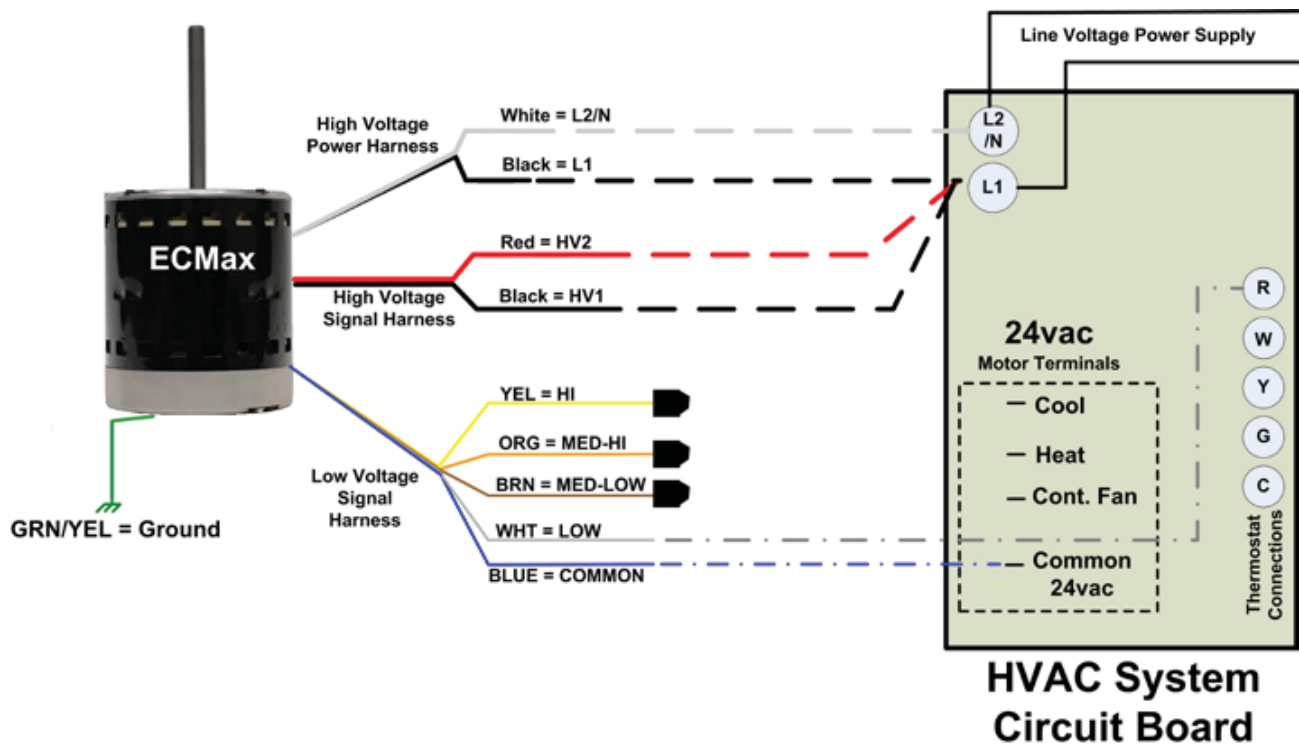 Line Voltage Power Supply
White = L2/N
High Voltage
Power Harness
Black = L1
L2
/N
L1
ECMax
Red = HV2
High Voltage
Signal Harness
Black = HV1
R
W
Y
G
C
Thermostat
Connections
24vac
Motor Terminals
Cool
Heat
Cont. Fan
Common
24vac
YEL = HI
ORG = MED-HI
BRN = MED-LOW
WHT = LOW
BLUE = COMMON
Low Voltage
Signal
Harness
GRN/YEL = Ground
HVAC System
Circuit Board